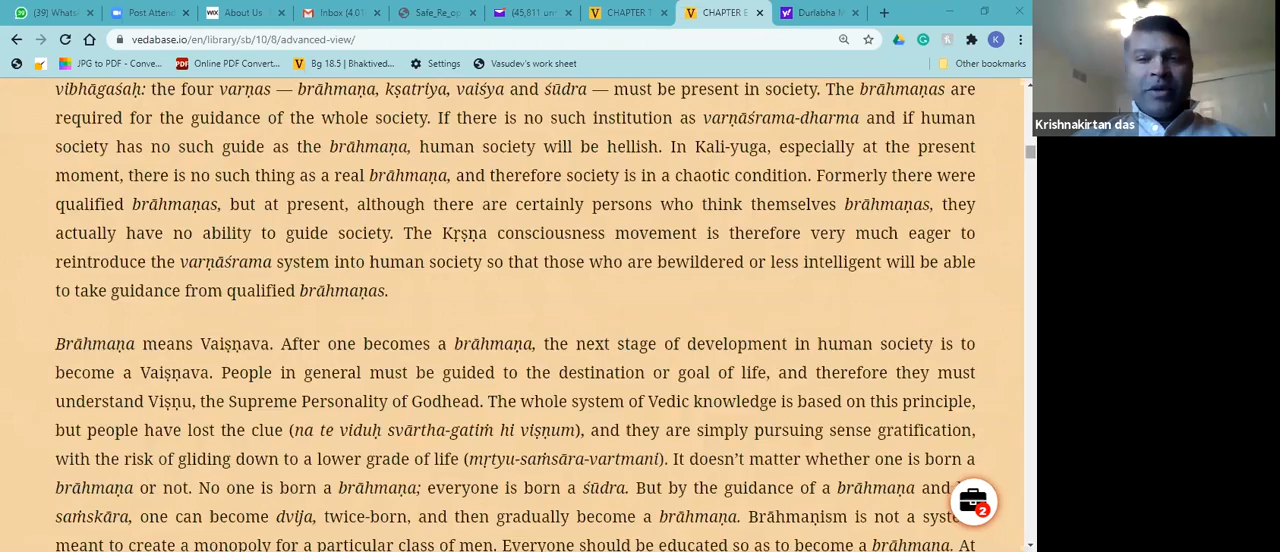 (39) Whats
Post Attend
WIX About Us
Inbox (4,01
Safe_Re_op
(45,811 un
V CHAPTER T
V CHAPTER E
Durlabha
vedabase.io/en/library/sb/10/8/advanced-view/
JPG to PDF - Conve...
PDF Online PDF Convert...
V Bg 18.5 | Bhaktived...
Settings
Vasudev's work sheet
Other bookmarks
vibhāgaśaḥ: the four varṇas — brāhmaṇa, kṣatriya, vaiśya and śūdra — must be present in society. The brāhmaṇas are
required for the guidance of the whole society. If there is no such institution as varṇāśrama-dharma and if human
society has no such guide as the brāhmaṇa, human society will be hellish. In Kali-yuga, especially at the present
moment, there is no such thing as a real brāhmaṇa, and therefore society is in a chaotic condition. Formerly there were
qualified brāhmaṇas, but at present, although there are certainly persons who think themselves brāhmaṇas, they
actually have no ability to guide society. The Kṛṣṇa consciousness movement is therefore very much eager to
reintroduce the varṇāśrama system into human society so that those who are bewildered or less intelligent will be able
to take guidance from qualified brāhmaṇas.
Brāhmaṇa means Vaiṣṇava. After one becomes a brāhmaṇa, the next stage of development in human society is to
become a Vaiṣṇava. People in general must be guided to the destination or goal of life, and therefore they must
understand Viṣṇu, the Supreme Personality of Godhead. The whole system of Vedic knowledge is based on this principle,
but people have lost the clue (na te viduḥ svārtha-gatiṁ hi viṣṇum), and they are simply pursuing sense gratification,
with the risk of gliding down to a lower grade of life (mṛtyu-saṁsāra-vartmani). It doesn't matter whether one is born a
brāhmaṇa or not. No one is born a brāhmaṇa; everyone is born a śūdra. But by the guidance of a brāhmaṇa and
saṁskāra, one can become dvija, twice-born, and then gradually become a brāhmaṇa. Brāhmaṇism is not a syste
meant to create a monopoly for a particular class of men. Everyone should be educated so as to become a brāhmaṇa. At
2
K
Krishnakirtan das